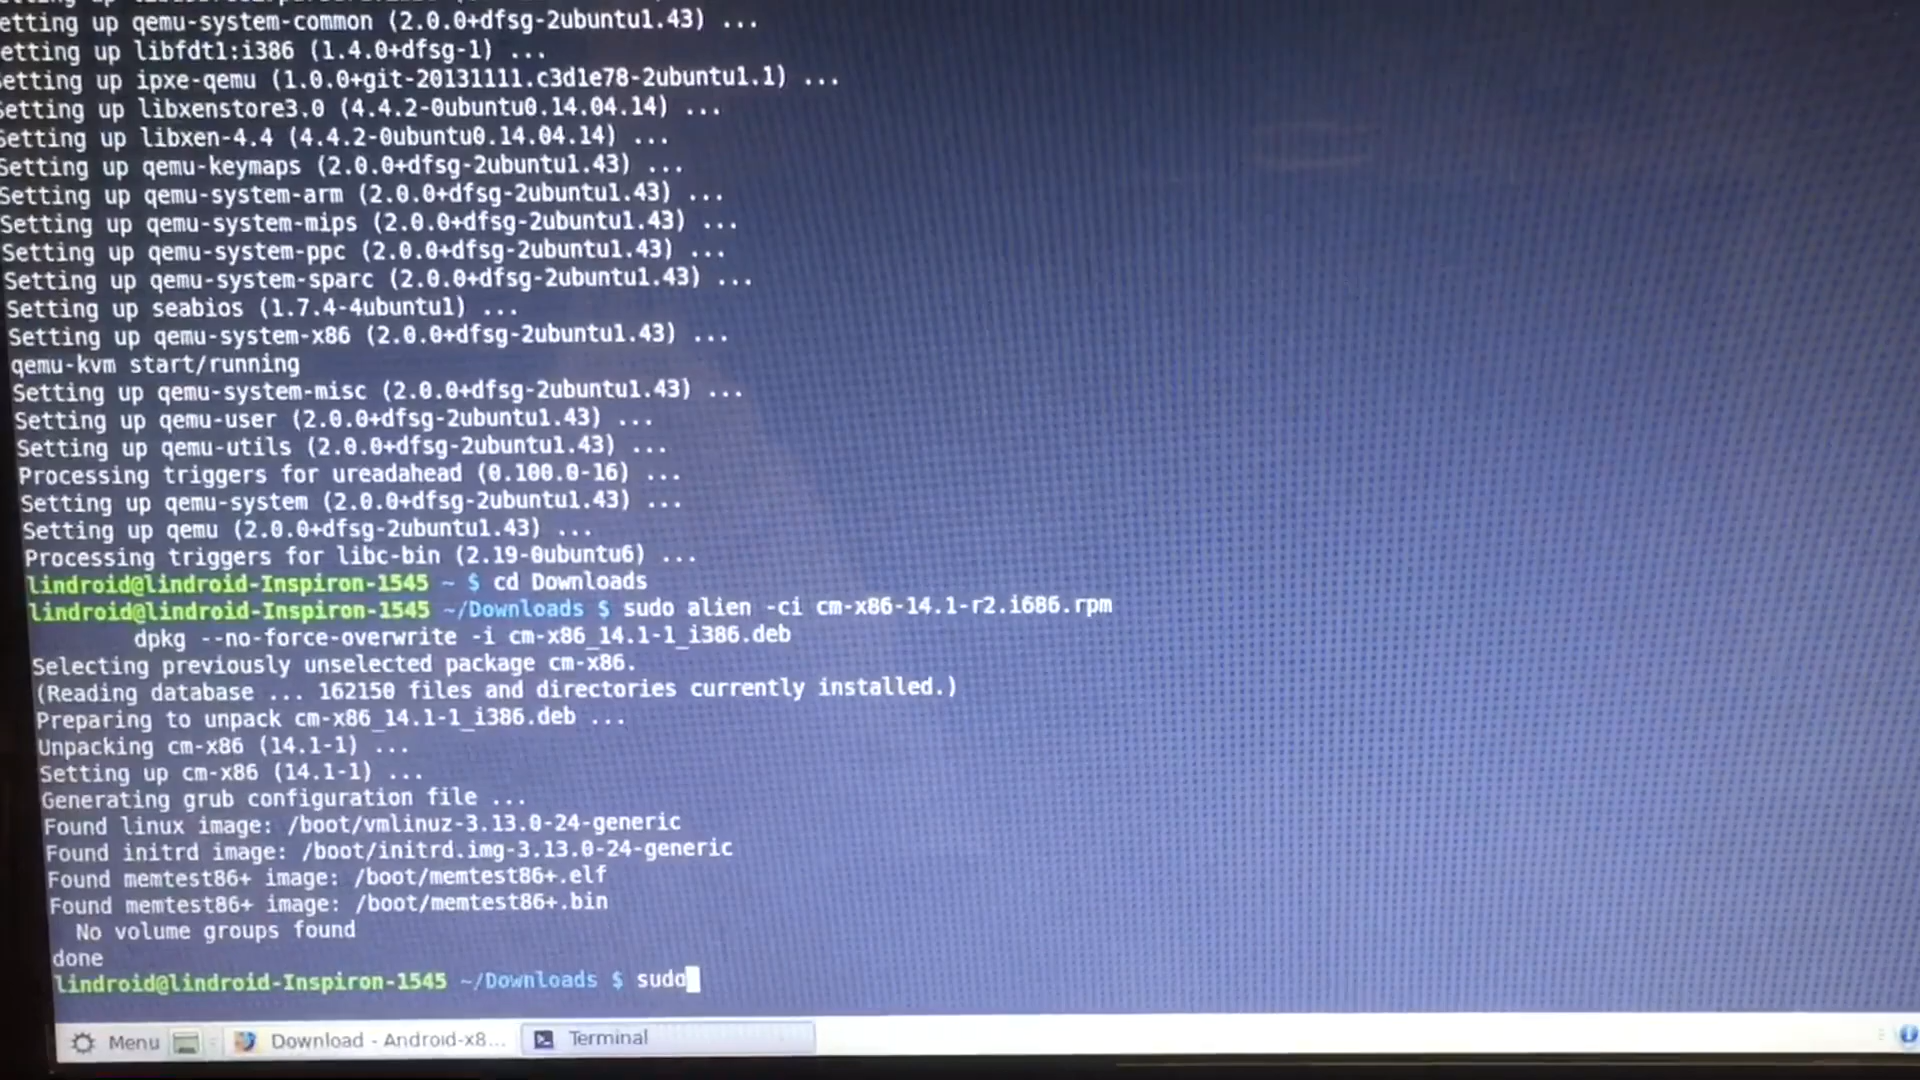 etting up qemu-system-common (2.0.0+dfsg-2ubuntu1.43) ...
etting up libfdt1:i386 (1.4.0+dfsg-1) ...
Setting up ipxe-qemu (1.0.0+git-20131111.c3d1e78-2ubuntu1.1) ...
Setting up libxenstore3.0 (4.4.2-0ubuntu0.14.04.14) ...
Setting up libxen-4.4 (4.4.2-0ubuntu0.14.04.14) ...
Setting up qemu-keymaps (2.0.0+dfsg-2ubuntu1.43) ...
Setting up qemu-system-arm (2.0.0+dfsg-2ubuntu1.43) ...
Setting up qemu-system-mips (2.0.0+dfsg-2ubuntu1.43) ...
Setting up qemu-system-ppc (2.0.0+dfsg-2ubuntu1.43) ...
Setting up qemu-system-sparc (2.0.0+dfsg-2ubuntu1.43) ...
Setting up seabios (1.7.4-4ubuntu1) ...
Setting up qemu-system-x86 (2.0.0+dfsg-2ubuntu1.43) ...
qemu-kvm start/running
Setting up qemu-system-misc (2.0.0+dfsg-2ubuntu1.43) ...
Setting up qemu-user (2.0.0+dfsg-2ubuntu1.43) ...
Setting up qemu-utils (2.0.0+dfsg-2ubuntu1.43) ...
Processing triggers for ureadahead (0.100.0-16) ...
Setting up qemu-system (2.0.0+dfsg-2ubuntu1.43) ...
Setting up qemu (2.0.0+dfsg-2ubuntu1.43) ...
Processing triggers for libc-bin (2.19-0ubuntu6) ...
lindroid@lindroid-Inspiron-1545 ~ $ cd Downloads
lindroid@lindroid-Inspiron-1545 ~/Downloads $ sudo alien -ci cm-x86-14.1-r2.i686.rpm
dpkg --no-force-overwrite -i cm-x86_14.1-1_i386.deb
Selecting previously unselected package cm-x86.
(Reading database ... 162150 files and directories currently installed.)
Preparing to unpack cm-x86_14.1-1_i386.deb ...
Unpacking cm-x86 (14.1-1) ...
Setting up cm-x86 (14.1-1) ...
Generating grub configuration file ...
Found linux image: /boot/vmlinuz-3.13.0-24-generic
Found initrd image: /boot/initrd.img-3.13.0-24-generic
Found memtest86+ image: /boot/memtest86+.elf
Found memtest86+ image: /boot/memtest86+.bin
No volume groups found
done
lindroid@lindroid-Inspiron-1545 ~/Downloads $ sudo
Menu Download - Android-x8... Terminal